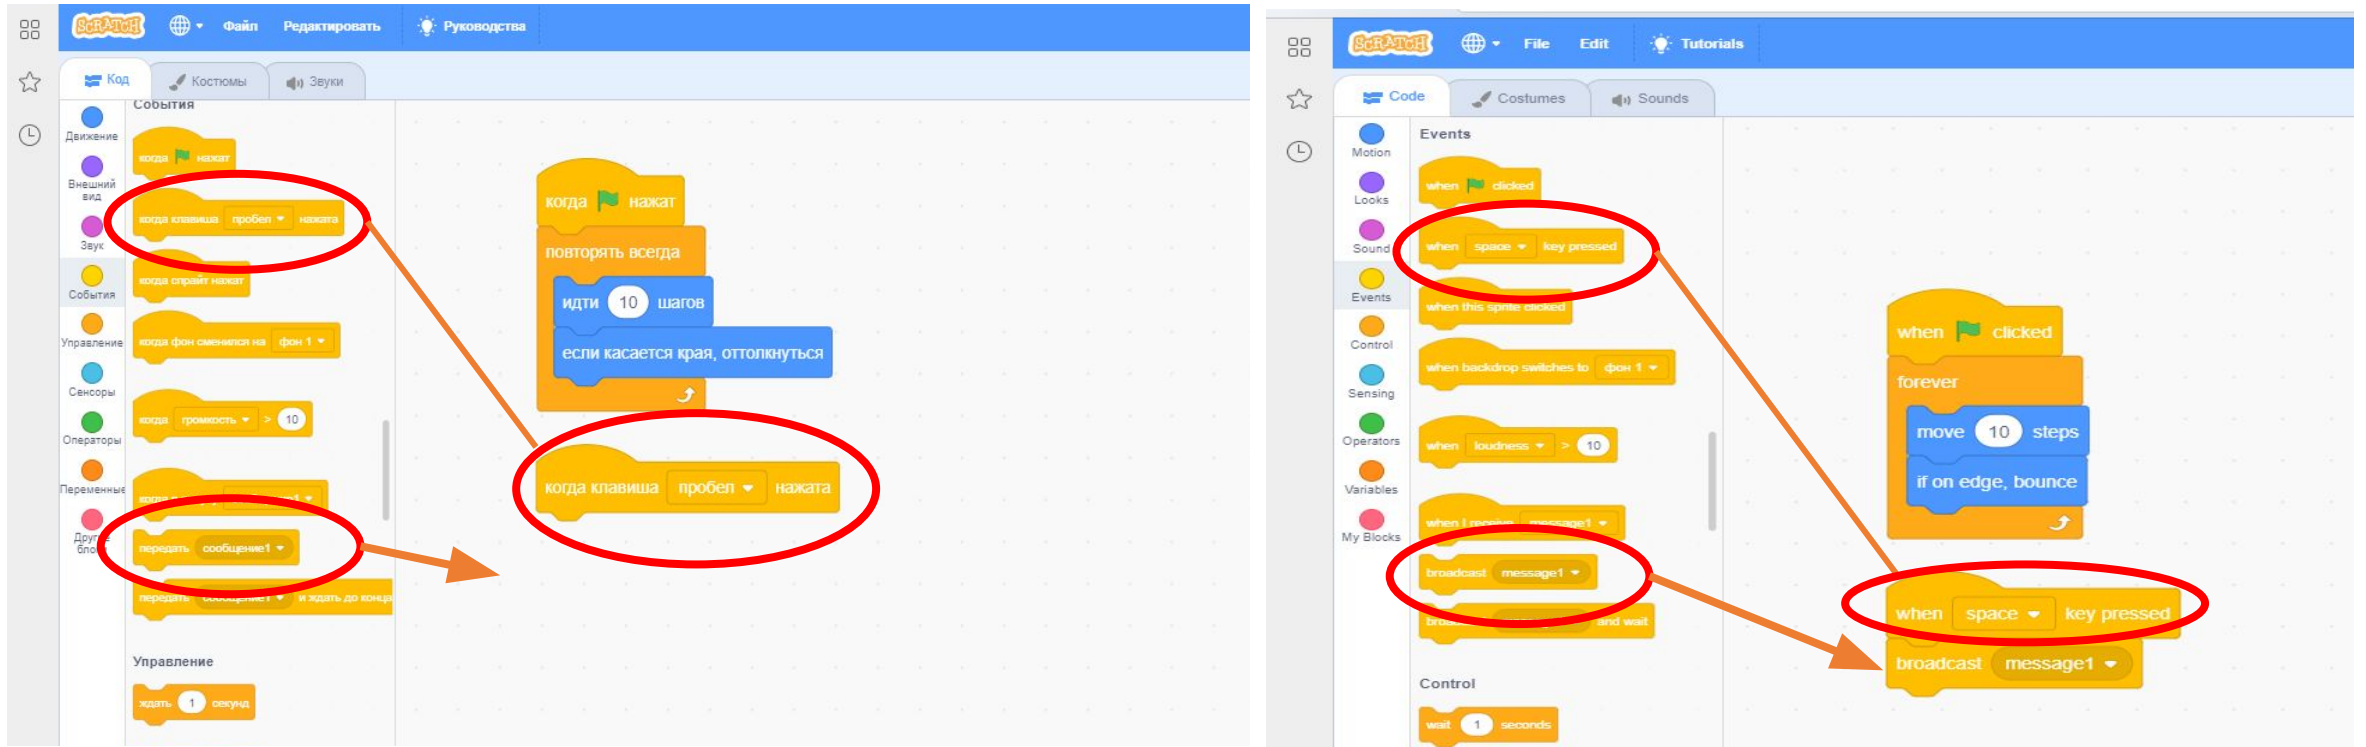 SCRATCH Файл Редактировать Руководства
Код Костюмы Звуки
События
Движение
Внешний
вид
Звук
События
Управление
Сенсоры
Операторы
Переменные
Другие
когда нажат
когда клавиша пробел нажата
когда спрайт нажат
когда фон сменился на фон 1
когда громкость > 10
передать сообщение1
передать сообщение1 и ждать до конца
Управление
ждать 1 секунд
когда нажат
повторять всегда
идти 10 шагов
если касается края, оттолкнуться
когда клавиша пробел нажата
SCRATCH File Edit Tutorials
Code Costumes Sounds
Events
Motion
Looks
Sound
Events
Control
Sensing
Operators
Variables
My Blocks
when clicked
when space key pressed
when this sprite clicked
when backdrop switches to фон 1
when loudness > 10
when I receive message1
broadcast message1
and wait
Control
wait 1 seconds
when clicked
forever
move 10 steps
if on edge, bounce
when space key pressed
broadcast message1